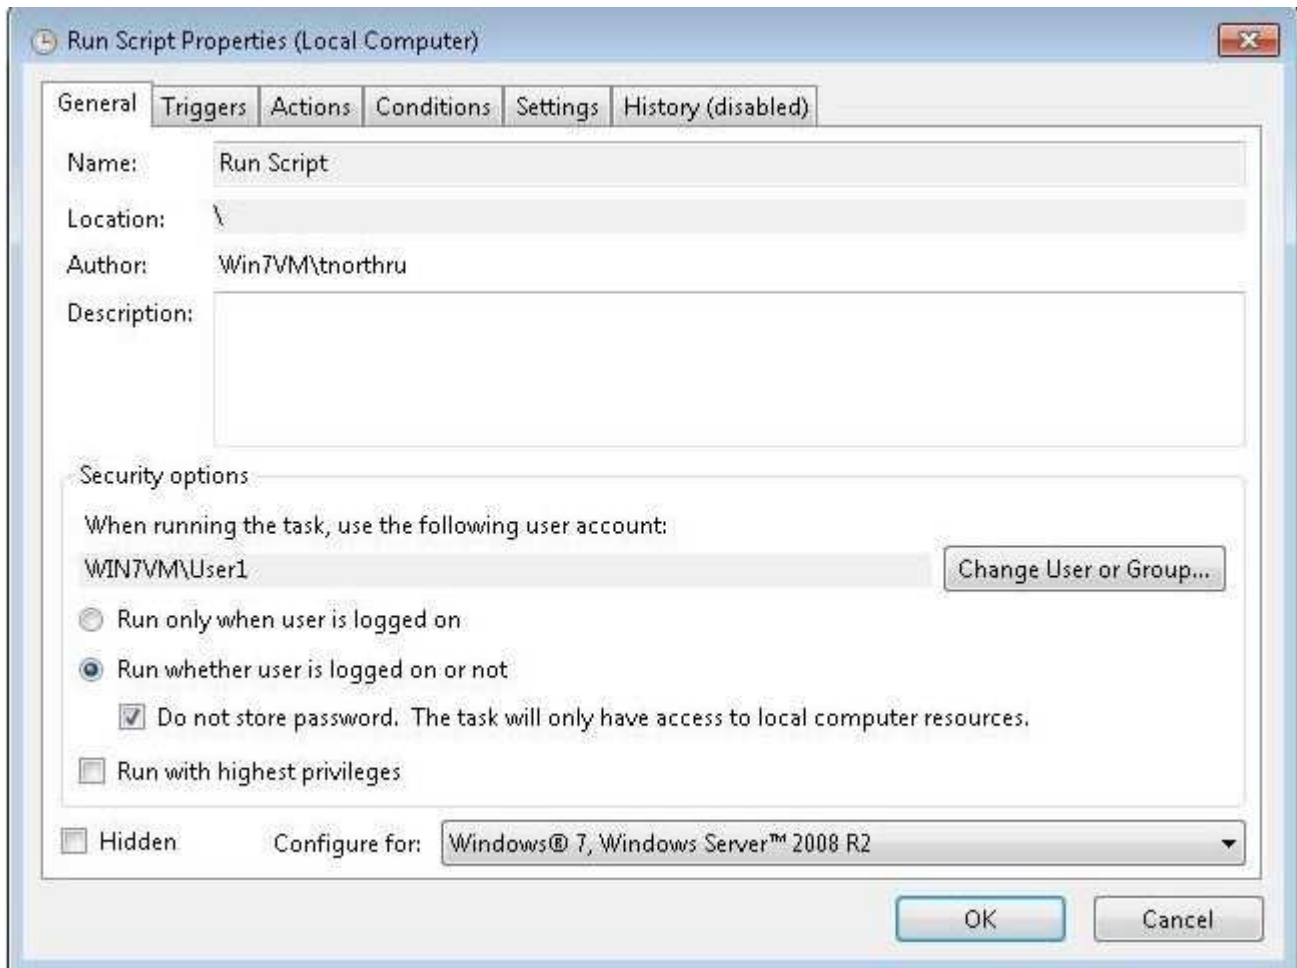 Run Script Properties (Local Computer)
General Triggers Actions Conditions Settings History (disabled)
Name: Run Script
Location: \
Author: Win7VM\tnorthru
Description:
Security options
When running the task, use the following user account:
WIN7VM\User1 Change User or Group...
Run only when user is logged on
Run whether user is logged on or not
Do not store password. The task will only have access to local computer resources.
Run with highest privileges
Hidden Configure for: Windows® 7, Windows Server™ 2008 R2
OK Cancel